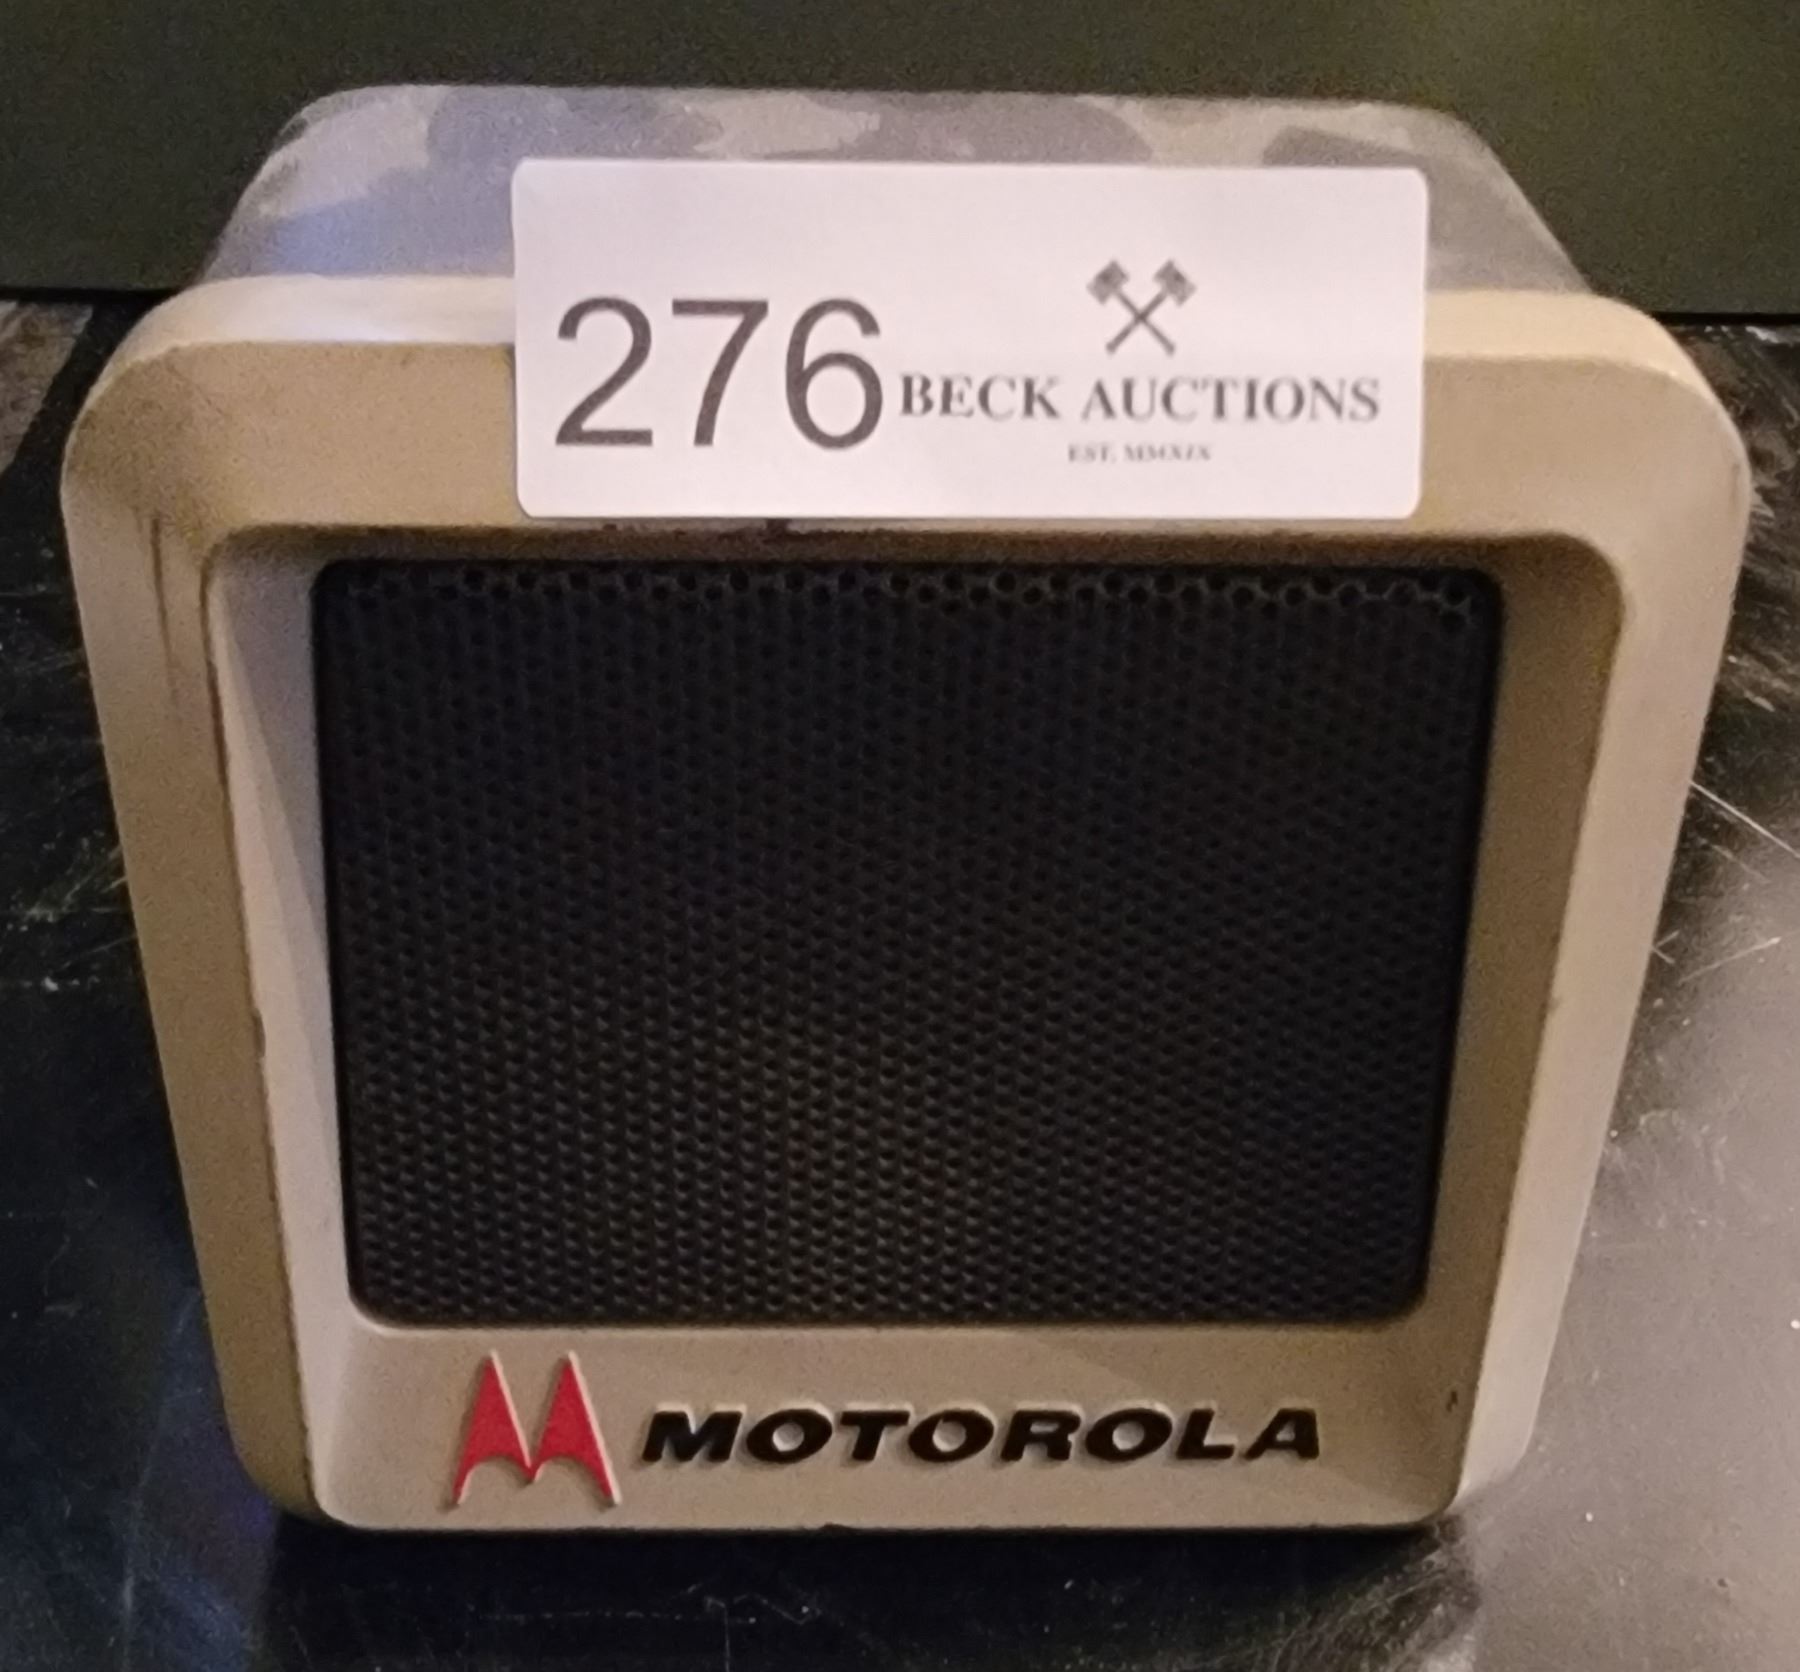 276
BECK AUCTIONS
EST. MMXIX
MOTOROLA